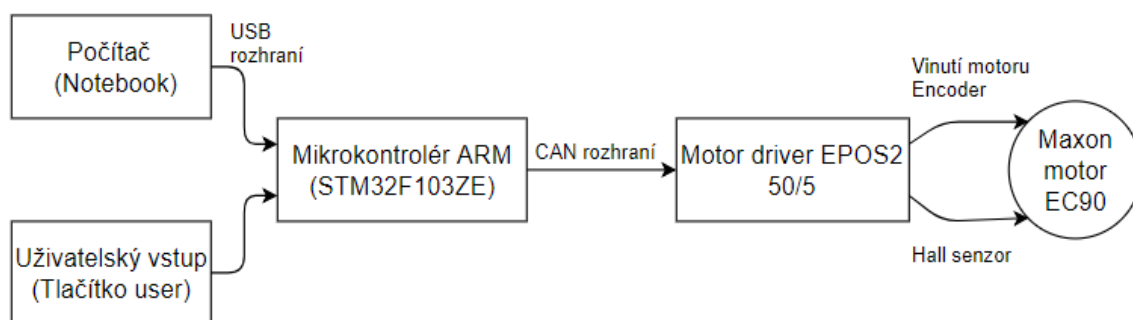 Počítač
(Notebook)
USB
rozhraní
Uživatelský vstup
(Tlačítko user)
Mikrokontrolér ARM
(STM32F103ZE)
CAN rozhraní
Motor driver EPOS2
50/5
Vinutí motoru
Encoder
Hall senzor
Maxon
motor
EC90